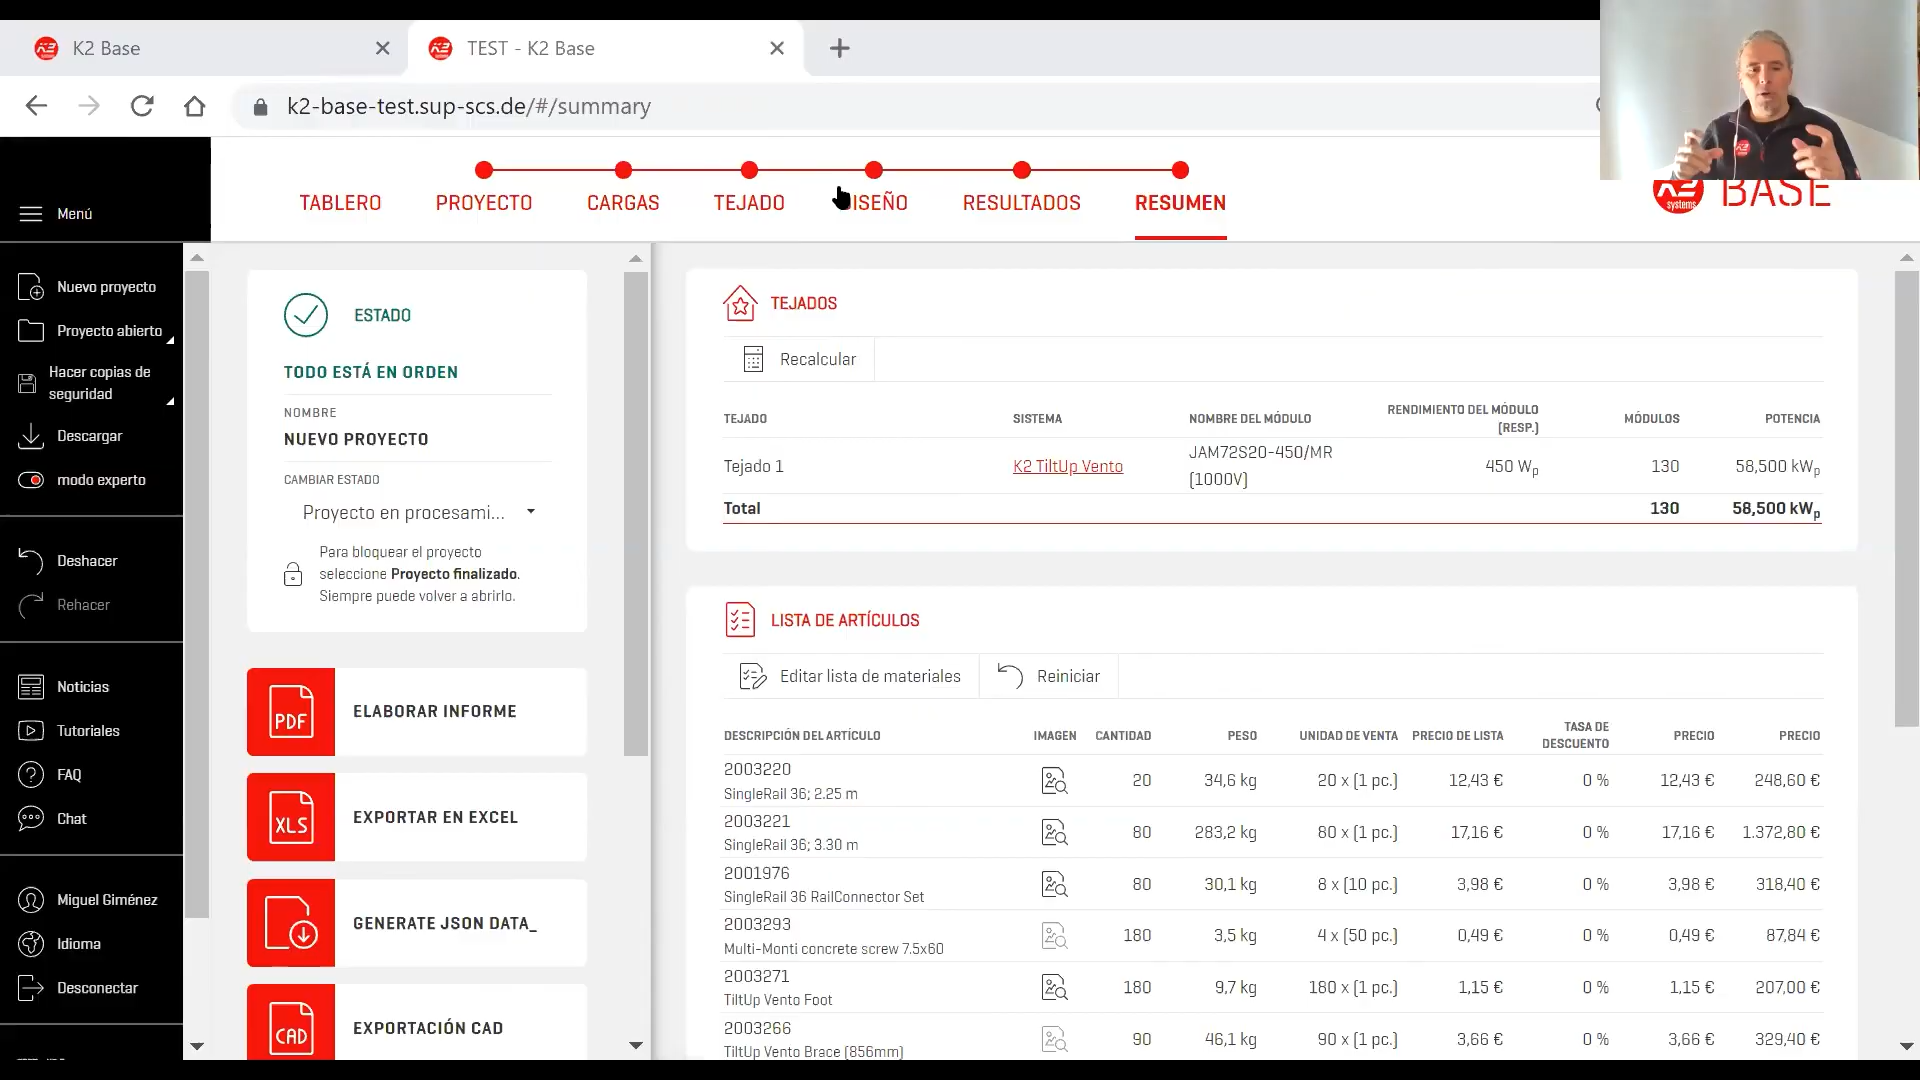 K2 Base
TEST - K2 Base
k2-base-test.sup-scs.de/#/summary
TABLERO
PROYECTO
CARGAS
TEJADO
DISEÑO
RESULTADOS
RESUMEN
K2 systems BASE
Menú
Nuevo proyecto
Proyecto abierto
Hacer copias de
seguridad
Descargar
modo experto
Deshacer
Rehacer
Noticias
Tutoriales
FAQ
Chat
Miguel Giménez
Idioma
Desconectar
ESTADO
TODO ESTÁ EN ORDEN
NOMBRE
NUEVO PROYECTO
CAMBIAR ESTADO
Proyecto en procesami...
Para bloquear el proyecto
seleccione Proyecto finalizado.
Siempre puede volver a abrirlo.
PDF ELABORAR INFORME
XLS EXPORTAR EN EXCEL
GENERATE JSON DATA_
CAD EXPORTACIÓN CAD
TEJADOS
Recalcular
TEJADO SISTEMA NOMBRE DEL MÓDULO RENDIMIENTO DEL MÓDULO (RESP.) MÓDULOS POTENCIA
Tejado 1 K2 TiltUp Vento JAM72S20-450/MR (1000V) 450 Wp 130 58,500 kWp
Total 130 58,500 kWp
LISTA DE ARTÍCULOS
Editar lista de materiales Reiniciar
DESCRIPCIÓN DEL ARTÍCULO IMAGEN CANTIDAD PESO UNIDAD DE VENTA PRECIO DE LISTA TASA DE DESCUENTO PRECIO PRECIO
2003220
SingleRail 36; 2.25 m 20 34,6 kg 20 x (1 pc.) 12,43 € 0 % 12,43 € 248,60 €
2003221
SingleRail 36; 3.30 m 80 283,2 kg 80 x (1 pc.) 17,16 € 0 % 17,16 € 1.372,80 €
2001976
SingleRail 36 RailConnector Set 80 30,1 kg 8 x (10 pc.) 3,98 € 0 % 3,98 € 318,40 €
2003293
Multi-Monti concrete screw 7.5x60 180 3,5 kg 4 x (50 pc.) 0,49 € 0 % 0,49 € 87,84 €
2003271
TiltUp Vento Foot 180 9,7 kg 180 x (1 pc.) 1,15 € 0 % 1,15 € 207,00 €
2003266
TiltUp Vento Brace (856mm) 90 46,1 kg 90 x (1 pc.) 3,66 € 0 % 3,66 € 329,40 €